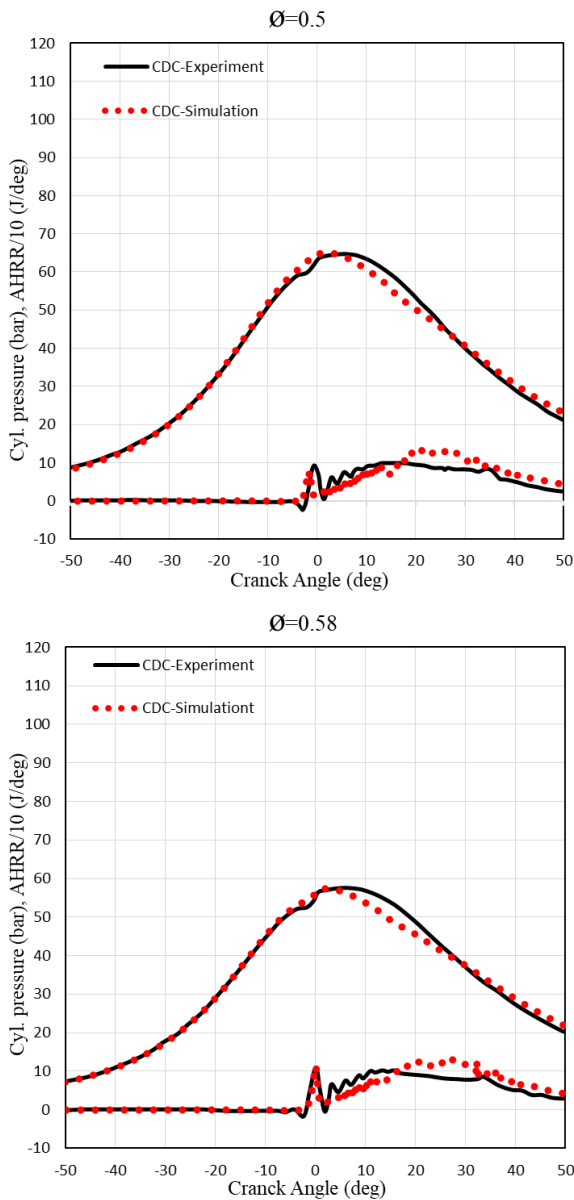 Ø=0.5
120
110
100
90
80
70
60
50
40
30
20
10
0
-10
Cyl. pressure (bar), AHRR/10 (J/deg)
CDC-Experiment
CDC-Simulation
-50 -40 -30 -20 -10 0 10 20 30 40 50
Cranck Angle (deg)
Ø=0.58
120
110
100
90
80
70
60
50
40
30
20
10
0
-10
Cyl. pressure (bar), AHRR/10 (J/deg)
CDC-Experiment
CDC-Simulationt
-50 -40 -30 -20 -10 0 10 20 30 40 50
Cranck Angle (deg)